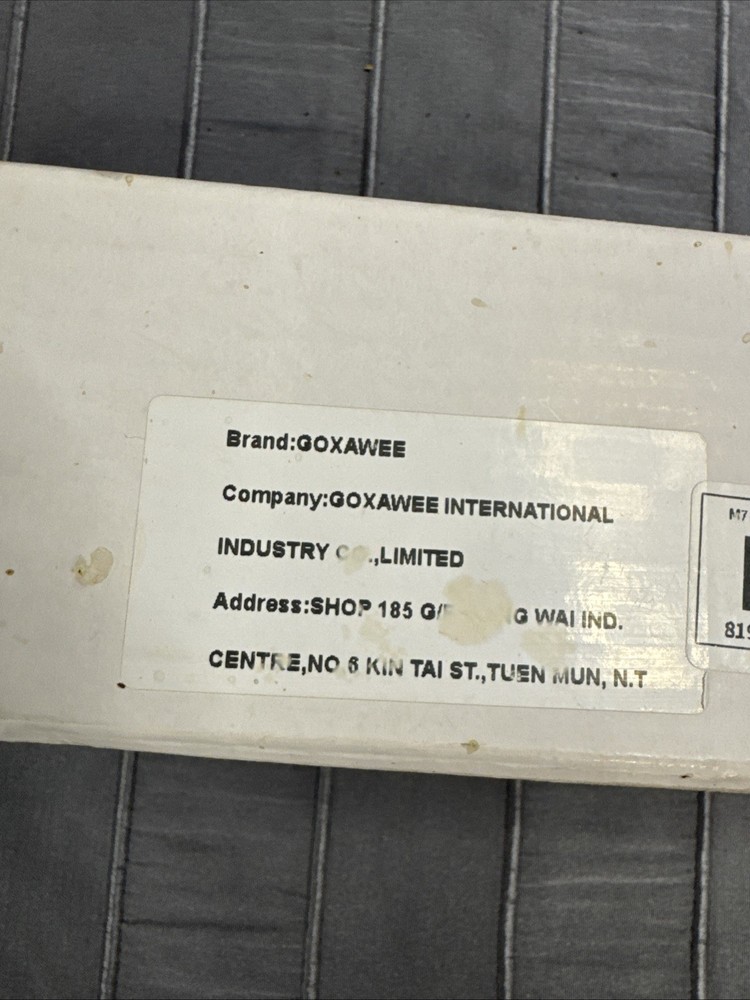 Brand:GOXAWEE
Company:GOXAWEE INTERNATIONAL
INDUSTRY ,LIMITED
Address:SHOP 185 WAI IND.
CENTRE,NO 6 KIN TAI ST.,TUEN MUN, N.T
M7
819